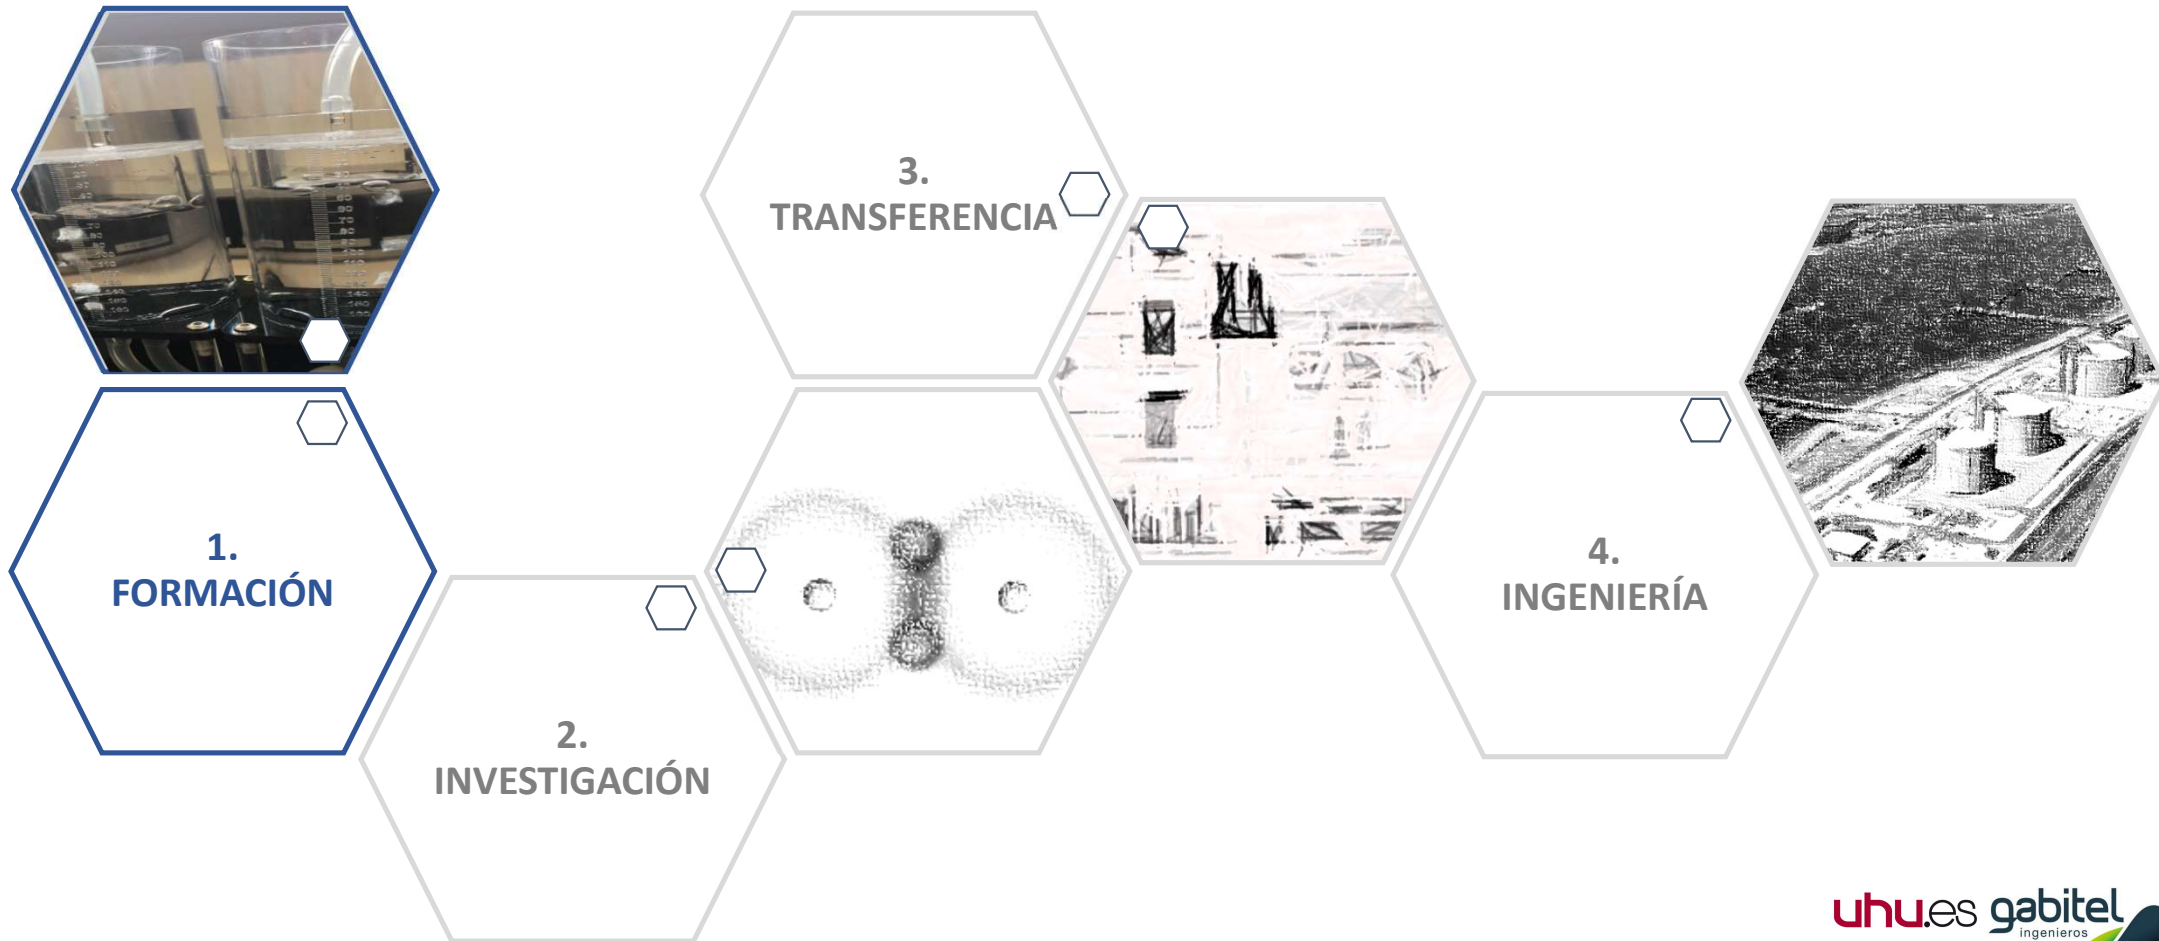 1.
FORMACIÓN
2.
INVESTIGACIÓN
3.
TRANSFERENCIA
4.
INGENIERÍA
uhu.es gabitel
ingenieros